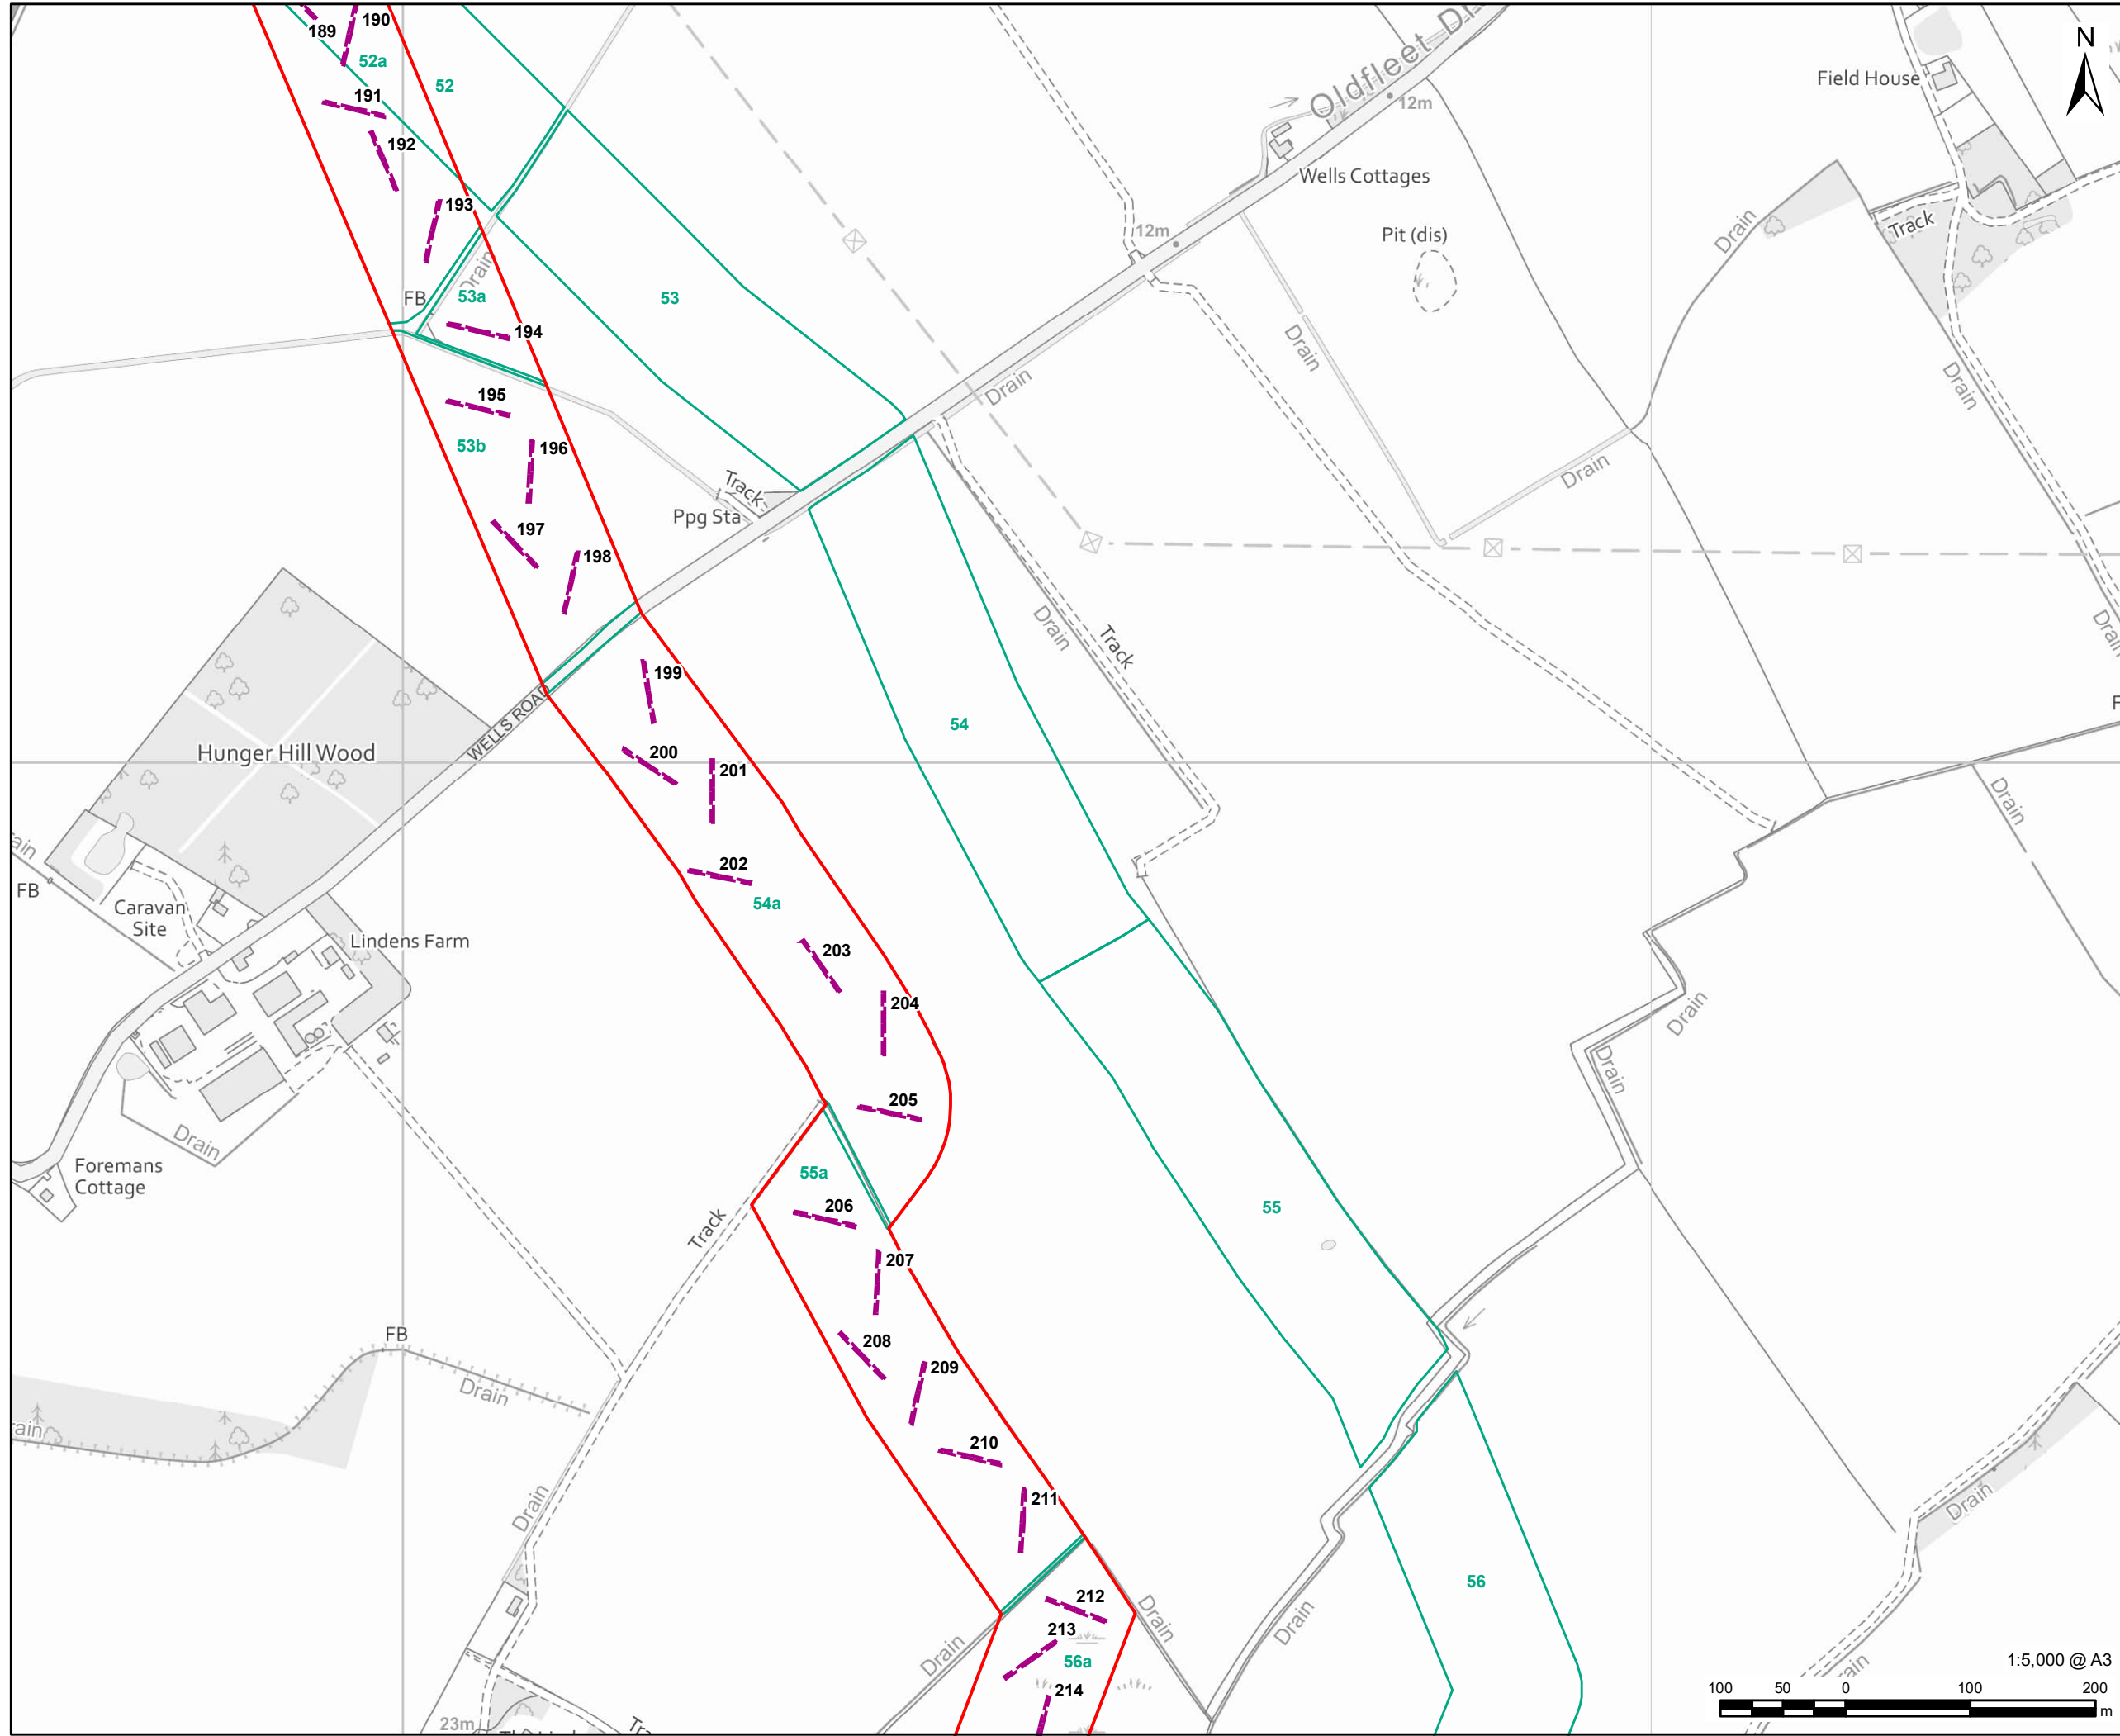 189
190
52a
52
191
192
193
Drain
FB
53a
53
194
195
53b
196
197
198
Oldfleet Dr
12m
Wells Cottages
12m
Pit (dis)
Field House
N
Track
Drain
Drain
Drain
Drain
Drain
Track
Ppg Sta
Drain
Track
Hunger Hill Wood
WELLS ROAD
199
200
201
202
54a
54
203
204
205
FB
Caravan
Site
Lindens Farm
Drain
Foremans
Cottage
Drain
Drain
Drain
55a
206
Track
207
208
209
210
211
55
FB
Drain
Drain
212
213
56a
214
Drain
Drain
Drain
56
Drain
23m
1:5,000 @ A3
100 50 0 100 200
m